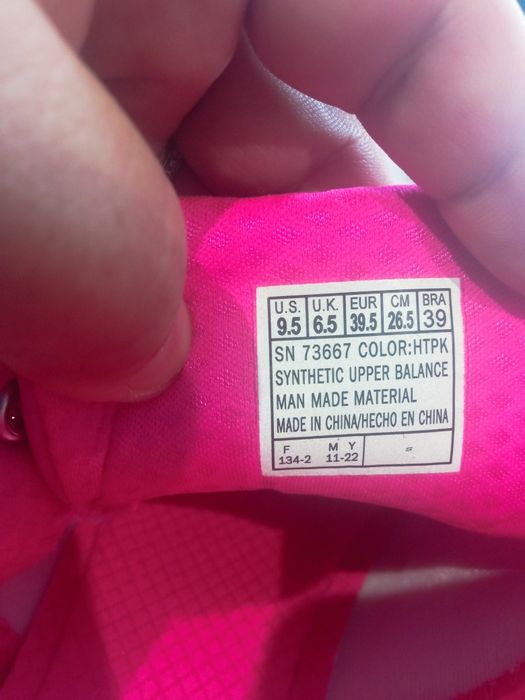 U.S. U.K. EUR CM BRA
9.5 6.5 39.5 26.5 39
SN 73667 COLOR:HTPK
SYNTHETIC UPPER BALANCE
MAN MADE MATERIAL
MADE IN CHINA/HECHO EN CHINA
F M Y
134-2 11-22